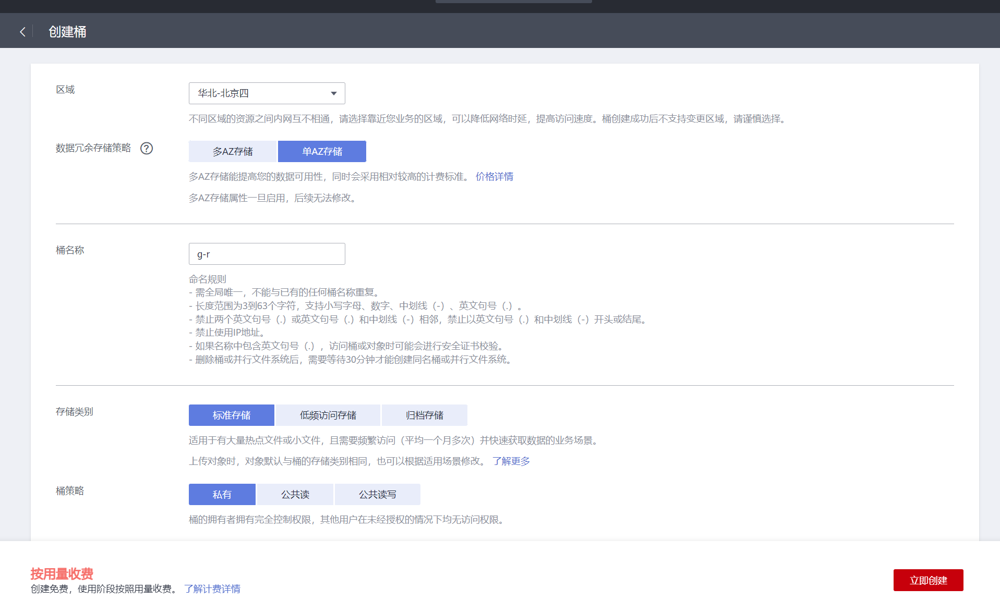 创建桶
区域
华北-北京四
不同区域的资源之间内网互不相通，请选择靠近您业务的区域，可以降低网络时延，提高访问速度。桶创建成功后不支持变更区域，请谨慎选择。
数据冗余存储策略 ?
多AZ存储 单AZ存储
多AZ存储能提高您的数据可用性，同时会采用相对较高的计费标准。 价格详情
多AZ存储属性一旦启用，后续无法修改。
桶名称
g-r
命名规则
- 需全局唯一，不能与已有的任何桶名称重复。
- 长度范围为3到63个字符，支持小写字母、数字、中划线（-）、英文句号（.）。
- 禁止两个英文句号（.）或英文句号（.）和中划线（-）相邻，禁止以英文句号（.）和中划线（-）开头或结尾。
- 禁止使用IP地址。
- 如果名称中包含英文句号（.），访问桶或对象时可能会进行安全证书校验。
- 删除桶或并行文件系统后，需要等待30分钟才能创建同名桶或并行文件系统。
存储类别
标准存储 低频访问存储 归档存储
适用于有大量热点文件或小文件，且需要频繁访问（平均一个月多次）并快速获取数据的业务场景。
上传对象时，对象默认与桶的存储类别相同，也可以根据适用场景修改。 了解更多
桶策略
私有 公共读 公共读写
桶的拥有者拥有完全控制权限，其他用户在未经授权的情况下均无访问权限。
按用量收费
创建免费，使用阶段按照用量收费。 了解计费详情
立即创建